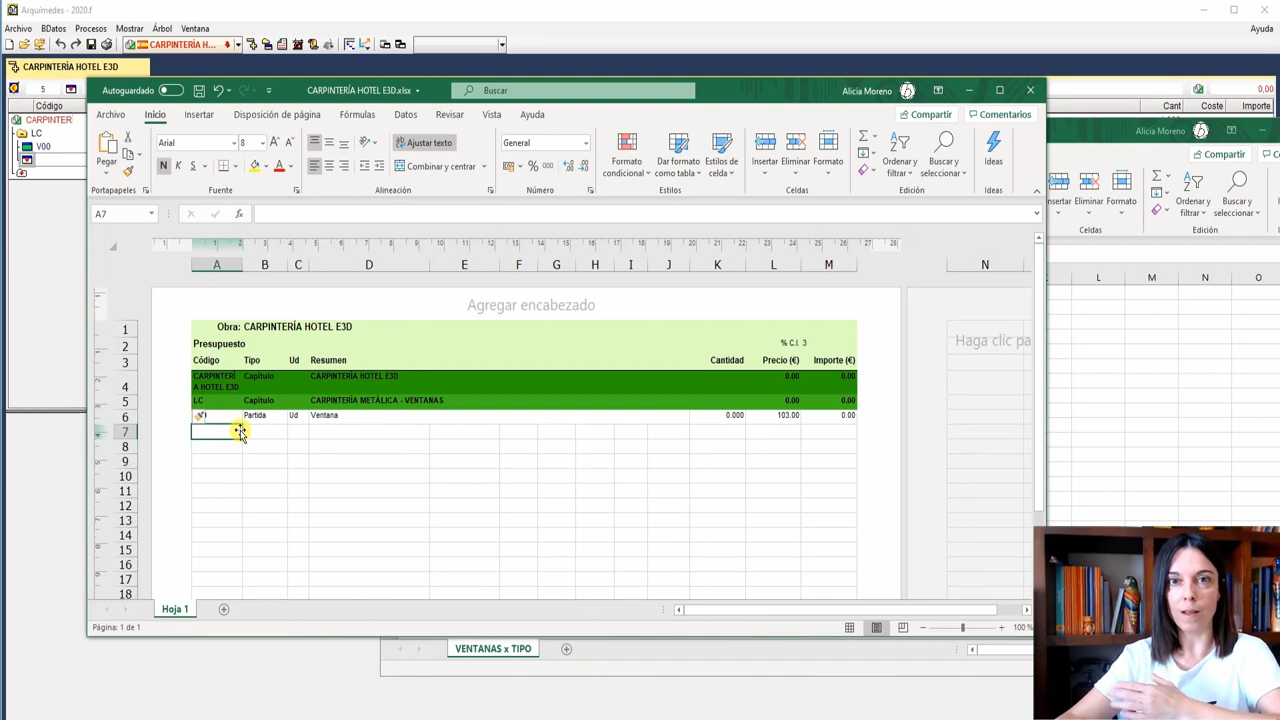 Arquímedes - 2020.f
Archivo BDatos Procesos Mostrar Árbol Ventana Ayuda
CARPINTERÍA H...
CARPINTERÍA HOTEL E3D
5 0,00
Código Cant Coste Importe
CARPINTER
LC
V00
Autoguardado CARPINTERÍA HOTEL E3D.xlsx Buscar Alicia Moreno
Archivo Inicio Insertar Disposición de página Fórmulas Datos Revisar Vista Ayuda Compartir Comentarios
Pegar Arial 8 Ajustar texto General
N K S Combinar y centrar
Formato condicional Dar formato como tabla Estilos de celda Insertar Eliminar Formato Ordenar y filtrar Buscar y seleccionar Ideas
Portapapeles Fuente Alineación Número Estilos Celdas Edición Ideas
A7
A B C D E F G H I J K L M N
Agregar encabezado
1 Obra: CARPINTERÍA HOTEL E3D
2 Presupuesto % C.I. 3
3 Código Tipo Ud Resumen Cantidad Precio (€) Importe (€)
4 CARPINTERÍ A HOTEL E3D Capítulo CARPINTERÍA HOTEL E3D 0.00 0.00
5 LC Capítulo CARPINTERÍA METÁLICA - VENTANAS 0.00 0.00
6 Partida Ud Ventana 0.000 103.00 0.00
7
8
9
10
11
12
13
14
15
16
17
18
Haga clic pa
Hoja 1
Página: 1 de 1 100 %
VENTANAS x TIPO
Alicia Moreno
Compartir
Insertar Eliminar Formato Ordenar y filtrar Buscar y seleccionar
Celdas Edición
L M N O